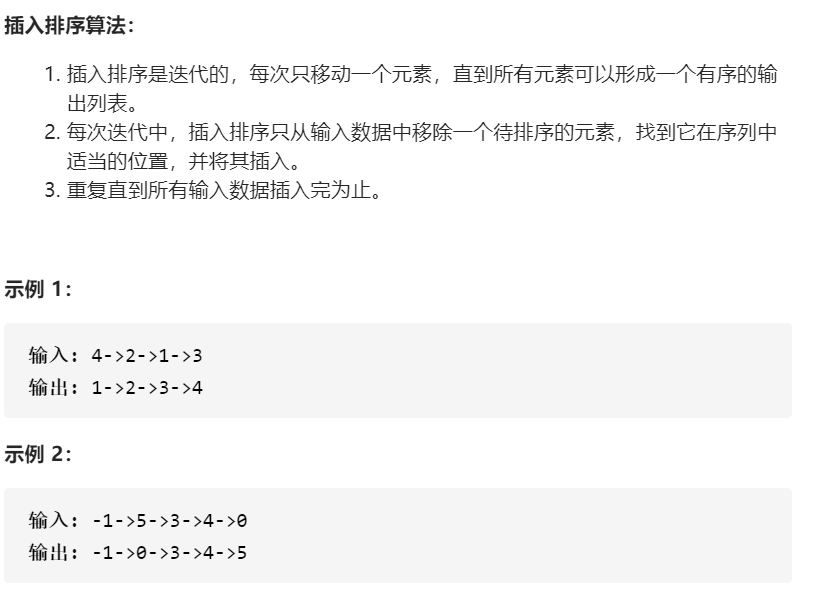 插入排序算法：
1. 插入排序是迭代的，每次只移动一个元素，直到所有元素可以形成一个有序的输
出列表。
2. 每次迭代中，插入排序只从输入数据中移除一个待排序的元素，找到它在序列中
适当的位置，并将其插入。
3. 重复直到所有输入数据插入完为止。
示例 1：
输入: 4->2->1->3
输出: 1->2->3->4
示例 2：
输入: -1->5->3->4->0
输出: -1->0->3->4->5